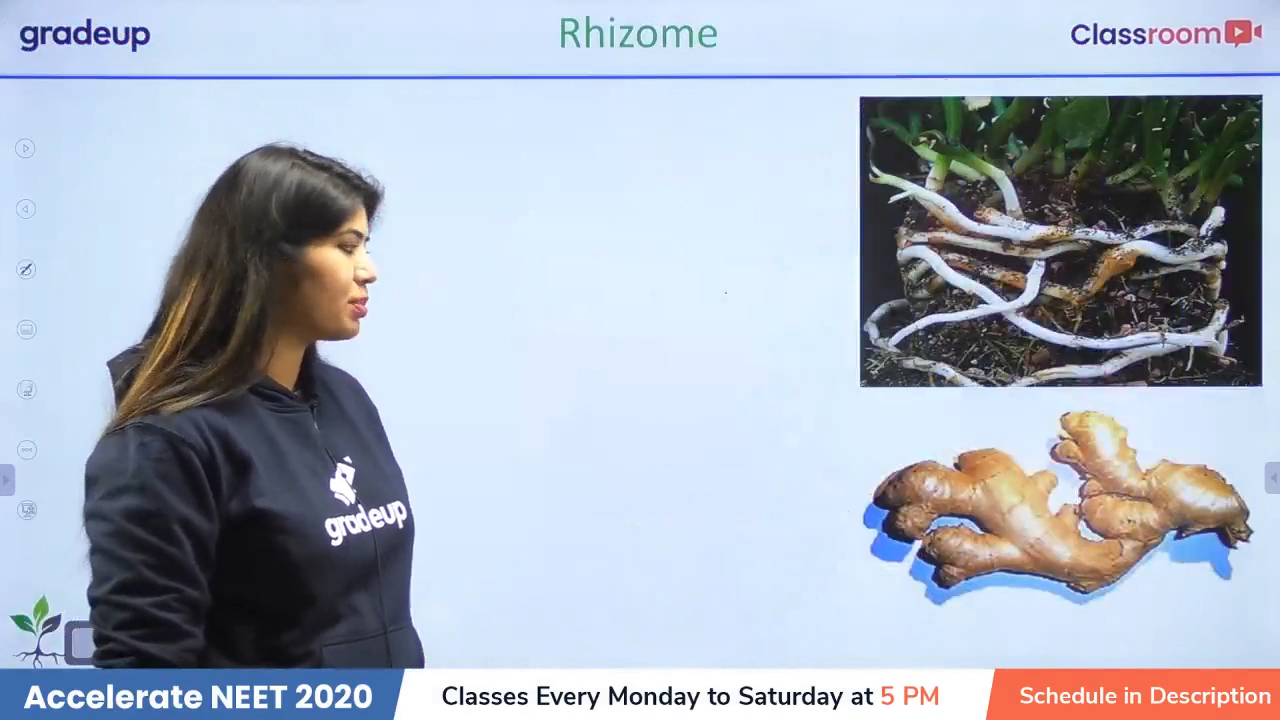 gradeup
Rhizome
Classroom
gradeup
Accelerate NEET 2020
Classes Every Monday to Saturday at 5 PM
Schedule in Description